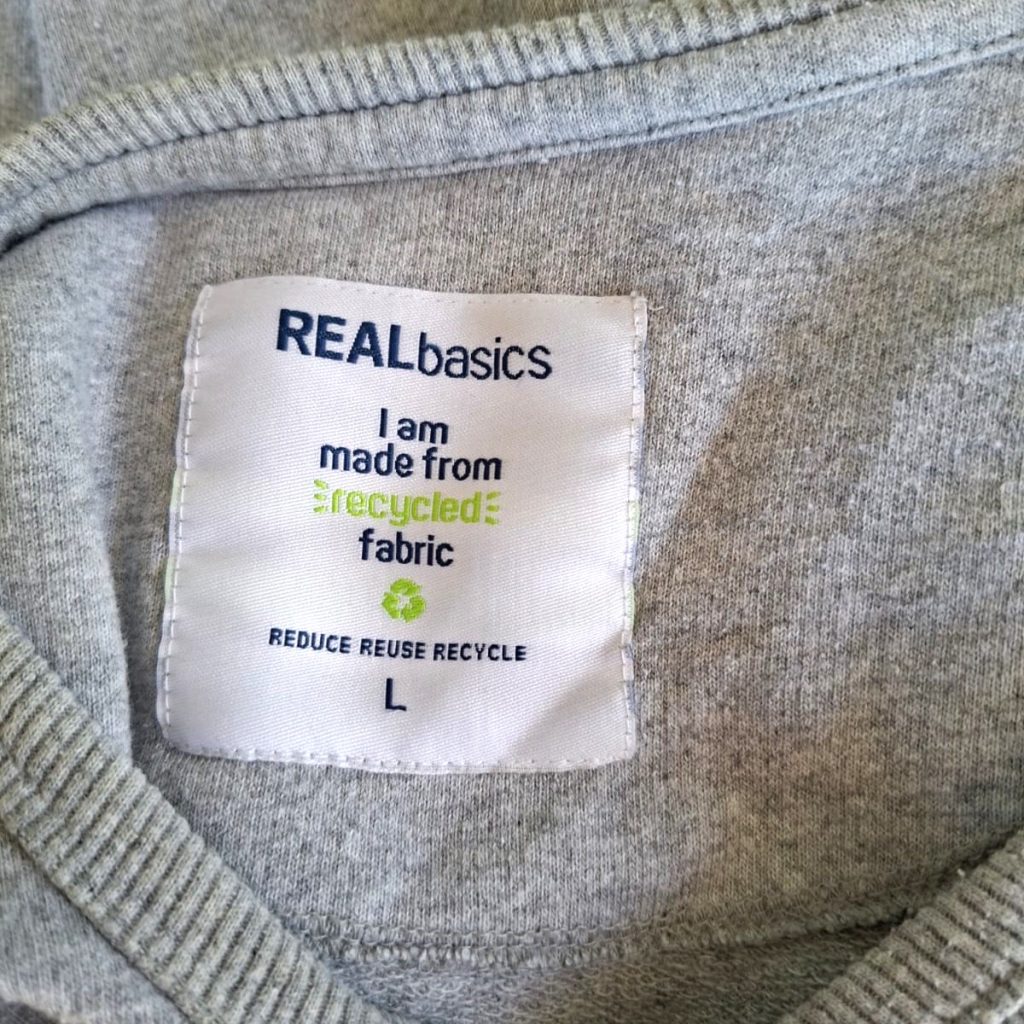 REALbasics
I am
made from
recycled
fabric
REDUCE REUSE RECYCLE
L